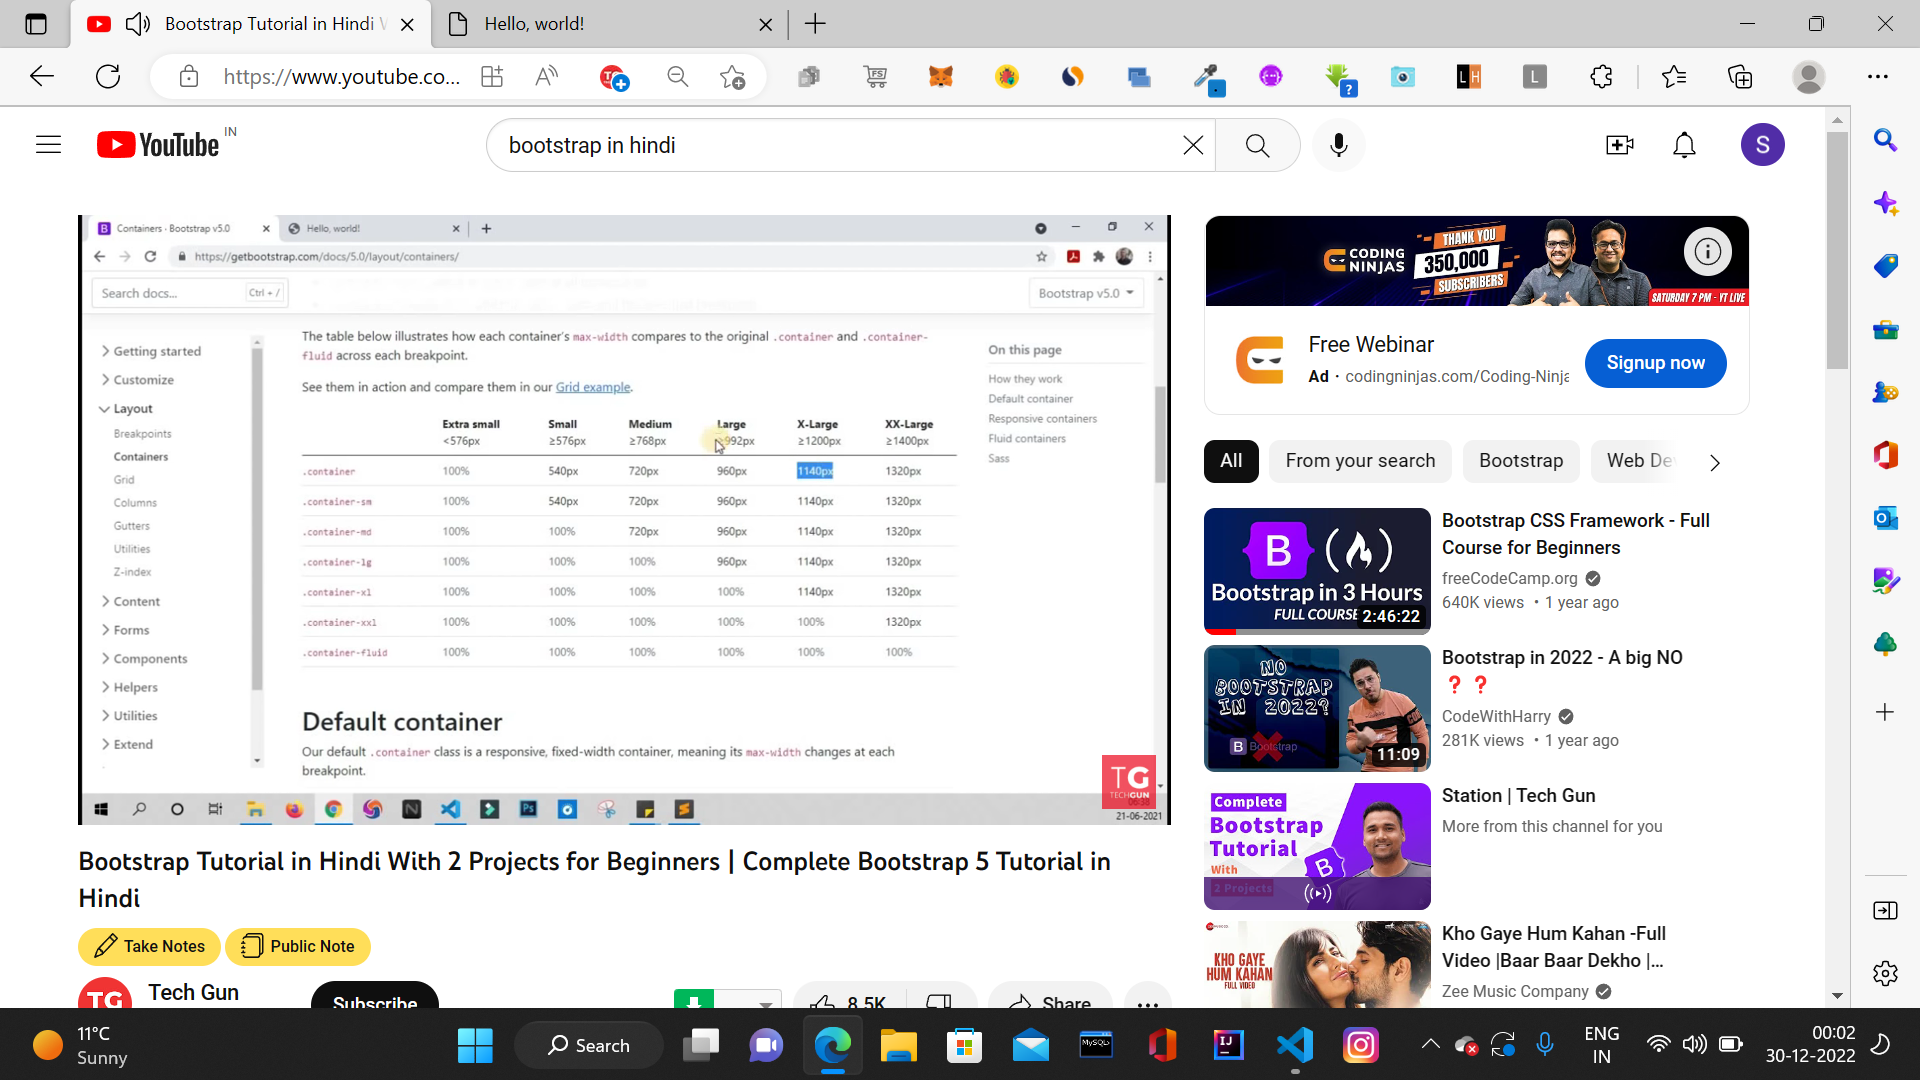 Bootstrap Tutorial in Hindi
Hello, world!
https://www.youtube.co...
YouTube IN
bootstrap in hindi
S
Containers · Bootstrap v5.0
Hello, world!
https://getbootstrap.com/docs/5.0/layout/containers/
Search docs... Ctrl + /
Bootstrap v5.0
Getting started
Customize
Layout
Breakpoints
Containers
Grid
Columns
Gutters
Utilities
Z-index
Content
Forms
Components
Helpers
Utilities
Extend
The table below illustrates how each container's max-width compares to the original .container and .container-
fluid across each breakpoint.
See them in action and compare them in our Grid example.
Extra small Small Medium Large X-Large XX-Large
<576px ≥576px ≥768px ≥992px ≥1200px ≥1400px
.container 100% 540px 720px 960px 1140px 1320px
.container-sm 100% 540px 720px 960px 1140px 1320px
.container-md 100% 100% 720px 960px 1140px 1320px
.container-lg 100% 100% 100% 960px 1140px 1320px
.container-xl 100% 100% 100% 100% 1140px 1320px
.container-xxl 100% 100% 100% 100% 100% 1320px
.container-fluid 100% 100% 100% 100% 100% 100%
Default container
Our default .container class is a responsive, fixed-width container, meaning its max-width changes at each
breakpoint.
On this page
How they work
Default container
Responsive containers
Fluid containers
Sass
TG
TECHGUN
21-06-2021
Bootstrap Tutorial in Hindi With 2 Projects for Beginners | Complete Bootstrap 5 Tutorial in
Hindi
Take Notes
Public Note
TG
Tech Gun
Subscribe
8.5K
Share
CODING
NINJAS
THANK YOU
350,000
SUBSCRIBERS
SATURDAY 7 PM - YT LIVE
Free Webinar
Ad · codingninjas.com/Coding-Ninja
Signup now
All
From your search
Bootstrap
Web De
B
Bootstrap in 3 Hours
FULL COURSE
2:46:22
Bootstrap CSS Framework - Full
Course for Beginners
freeCodeCamp.org
640K views • 1 year ago
NO
BOOTSTRAP
IN 2022?
B Bootstrap
11:09
Bootstrap in 2022 - A big NO
❓ ❓
CodeWithHarry
281K views • 1 year ago
Complete
Bootstrap
Tutorial
With
2 Projects
B
Station | Tech Gun
More from this channel for you
KHO GAYE
HUM KAHAN
FULL VIDEO
Kho Gaye Hum Kahan -Full
Video |Baar Baar Dekho |...
Zee Music Company
11°C
Sunny
Search
MySQL
IJ
ENG
IN
00:02
30-12-2022